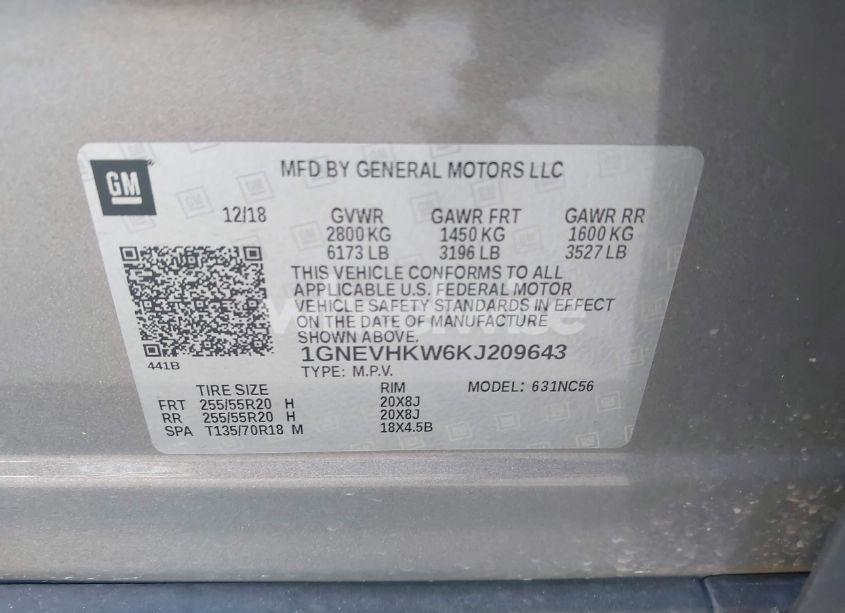 GM
MFD BY GENERAL MOTORS LLC
12/18 GVWR GAWR FRT GAWR RR
2800 KG 1450 KG 1600 KG
6173 LB 3196 LB 3527 LB
THIS VEHICLE CONFORMS TO ALL
APPLICABLE U.S. FEDERAL MOTOR
VEHICLE SAFETY STANDARDS IN EFFECT
ON THE DATE OF MANUFACTURE
SHOWN ABOVE.
441B
1GNEVHKW6KJ209643
TYPE: M.P.V.
TIRE SIZE RIM MODEL: 631NC56
FRT 255/55R20 H 20X8J
RR 255/55R20 H 20X8J
SPA T135/70R18 M 18X4.5B